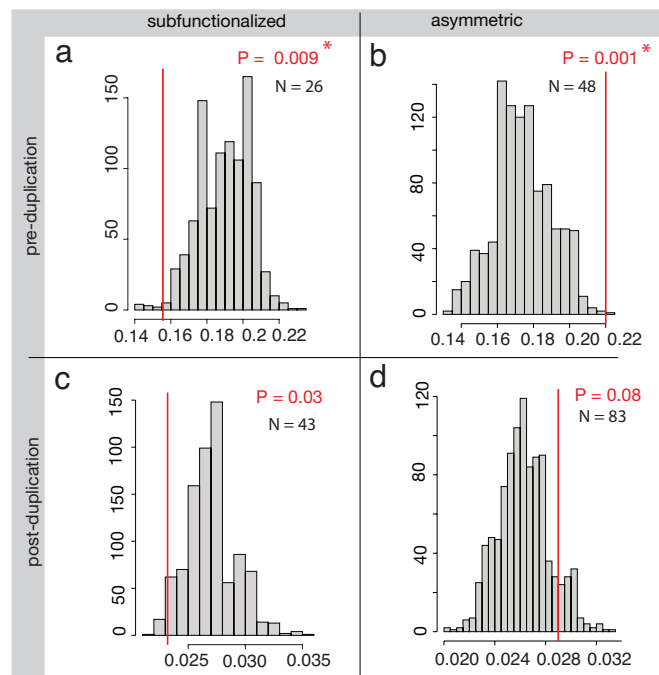 subfunctionalized
asymmetric
pre-duplication
post-duplication
a
P = 0.009 *
N = 26
150
100
50
0
0.14
0.16
0.18
0.2
0.22
b
P = 0.001 *
N = 48
120
80
40
0
0.14
0.16
0.18
0.20
0.22
c
P = 0.03
N = 43
150
100
50
0
0.025
0.030
0.035
d
P = 0.08
N = 83
120
80
40
0
0.020
0.024
0.028
0.032